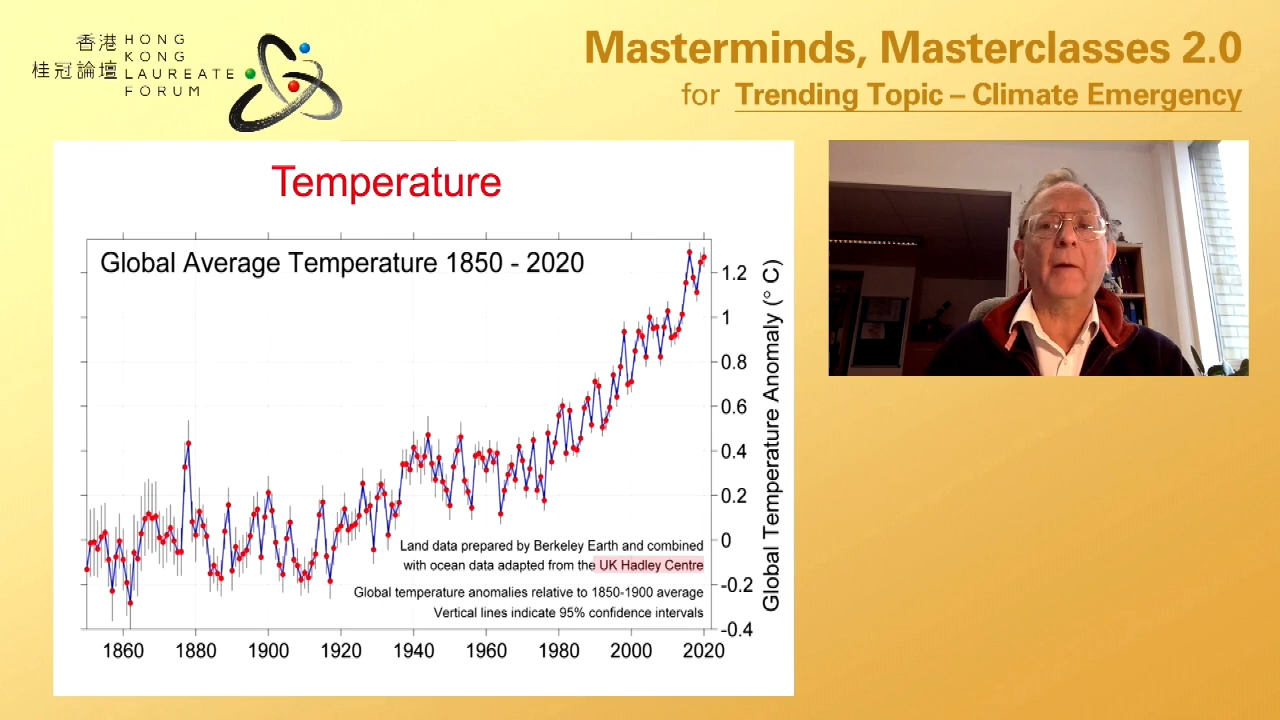 香港
桂冠論壇
HONG
KONG
LAUREATE
FORUM
Masterminds, Masterclasses 2.0
for Trending Topic – Climate Emergency
Temperature
Global Average Temperature 1850 - 2020
1.2
1
0.8
0.6
0.4
0.2
0
-0.2
-0.4
Global Temperature Anomaly (° C)
Land data prepared by Berkeley Earth and combined
with ocean data adapted from the UK Hadley Centre
Global temperature anomalies relative to 1850-1900 average
Vertical lines indicate 95% confidence intervals
1860 1880 1900 1920 1940 1960 1980 2000 2020